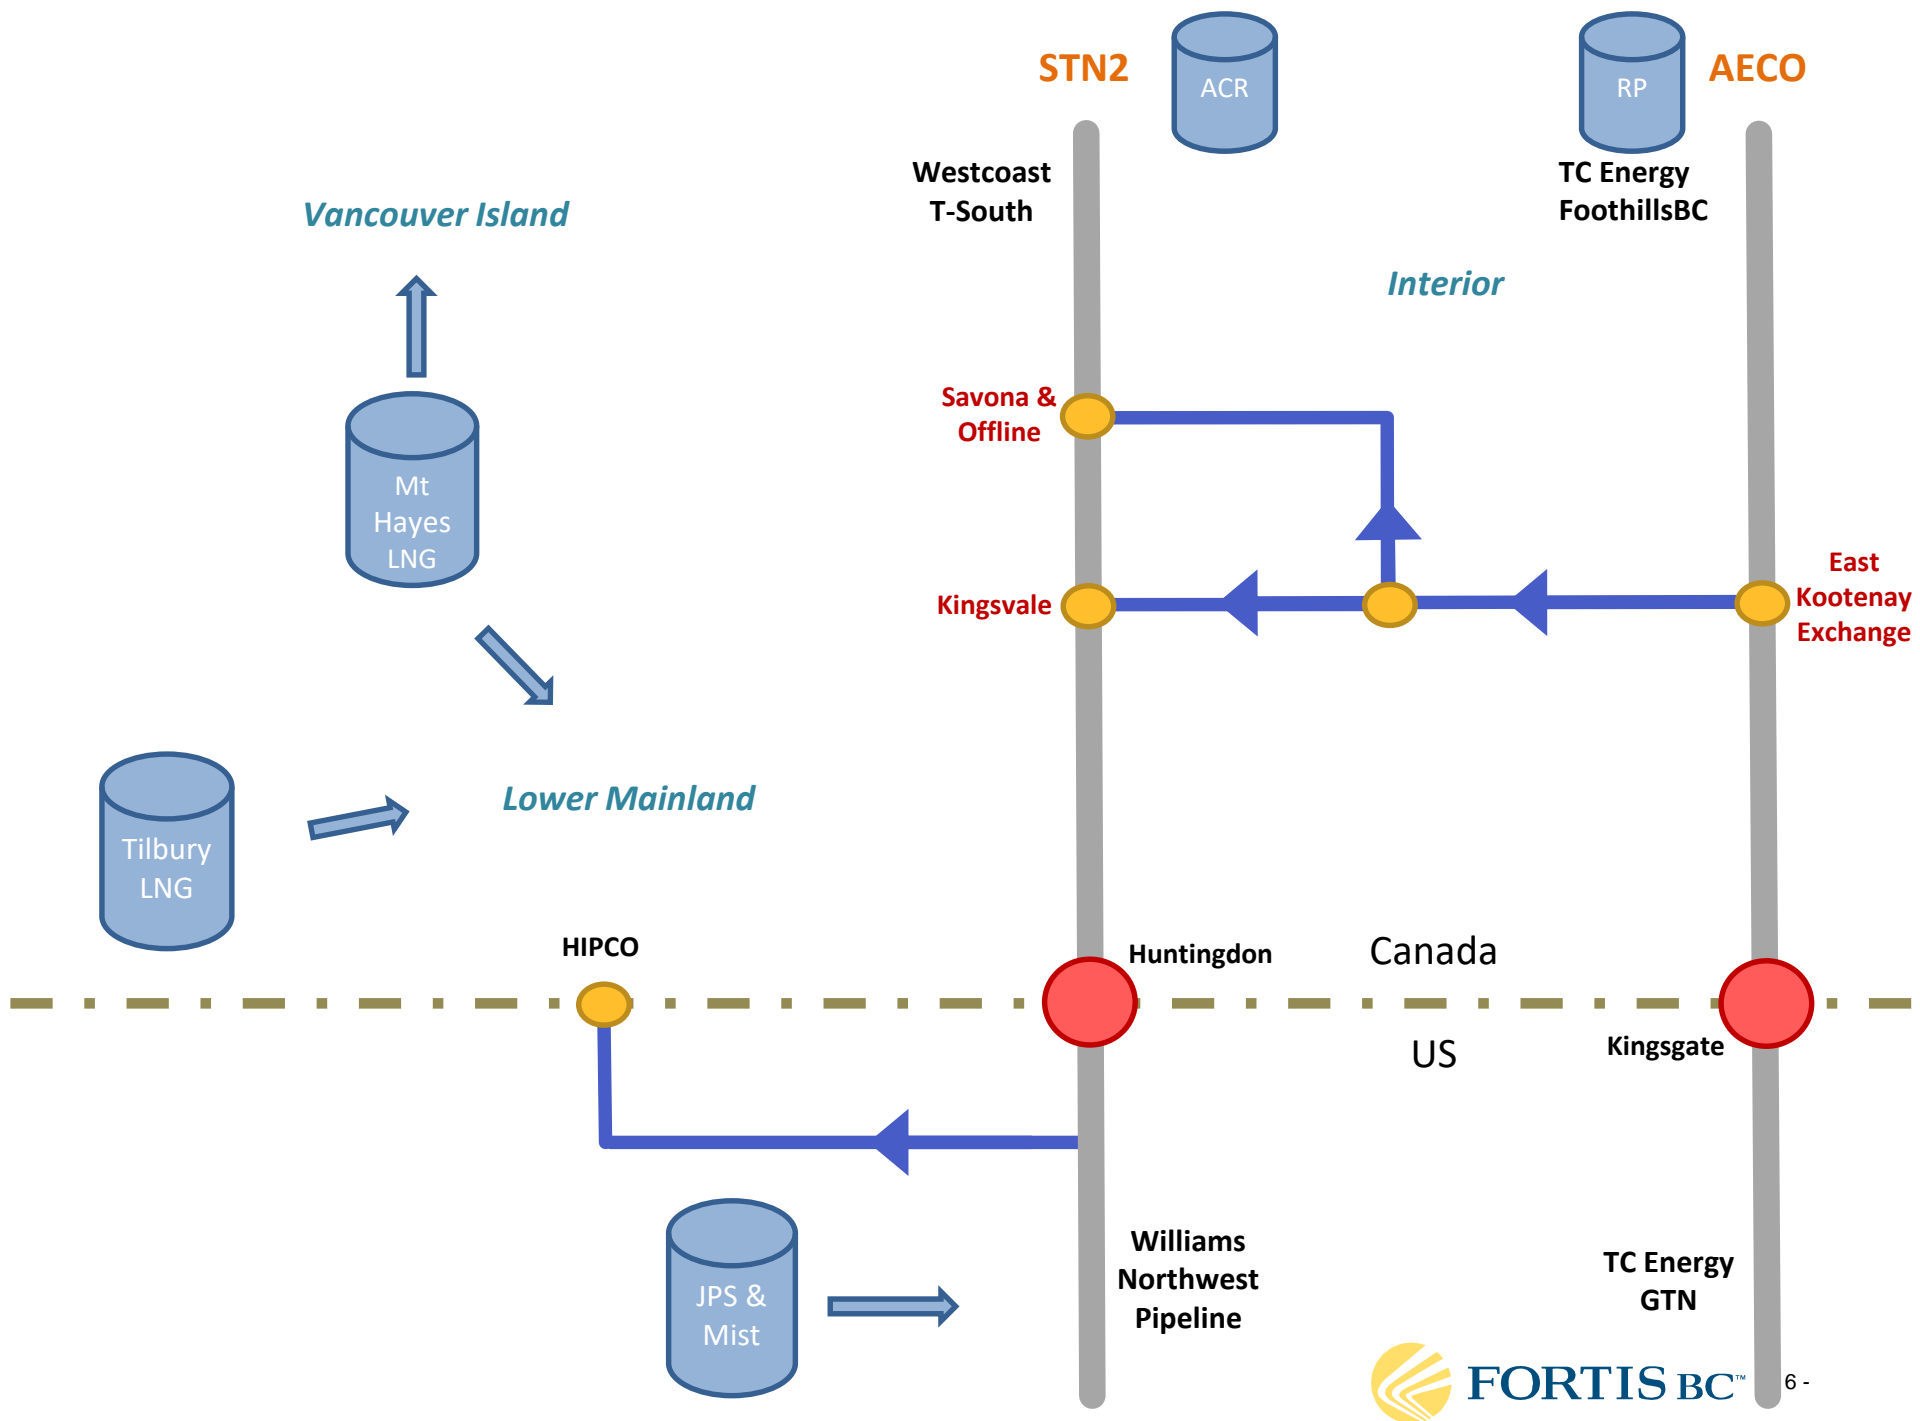 STN2
ACR
RP
AECO
Westcoast
T-South
TC Energy
FoothillsBC
Vancouver Island
Interior
Savona &
Offline
Mt
Hayes
LNG
Kingsvale
East
Kootenay
Exchange
Lower Mainland
Tilbury
LNG
HIPCO
Huntingdon
Canada
US
Kingsgate
Williams
Northwest
Pipeline
TC Energy
GTN
JPS &
Mist
FORTIS BC™
6 -